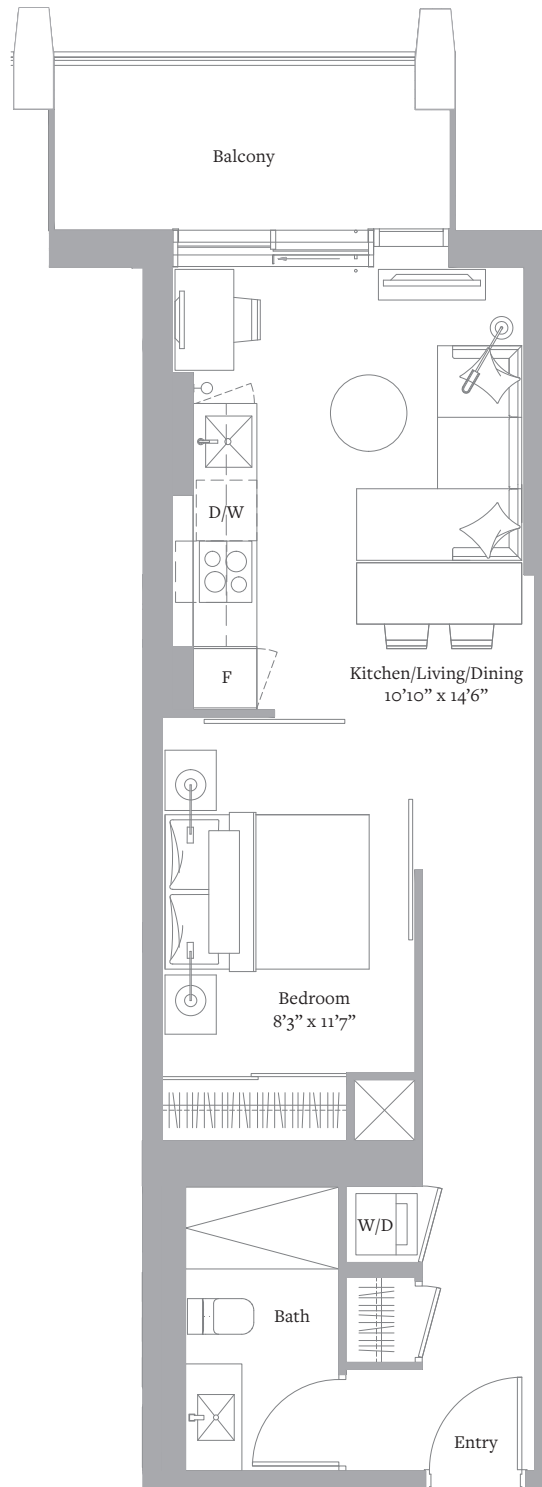 Balcony
D/W
F
Kitchen/Living/Dining
10’10” x 14’6”
Bedroom
8’3” x 11’7”
W/D
Bath
Entry